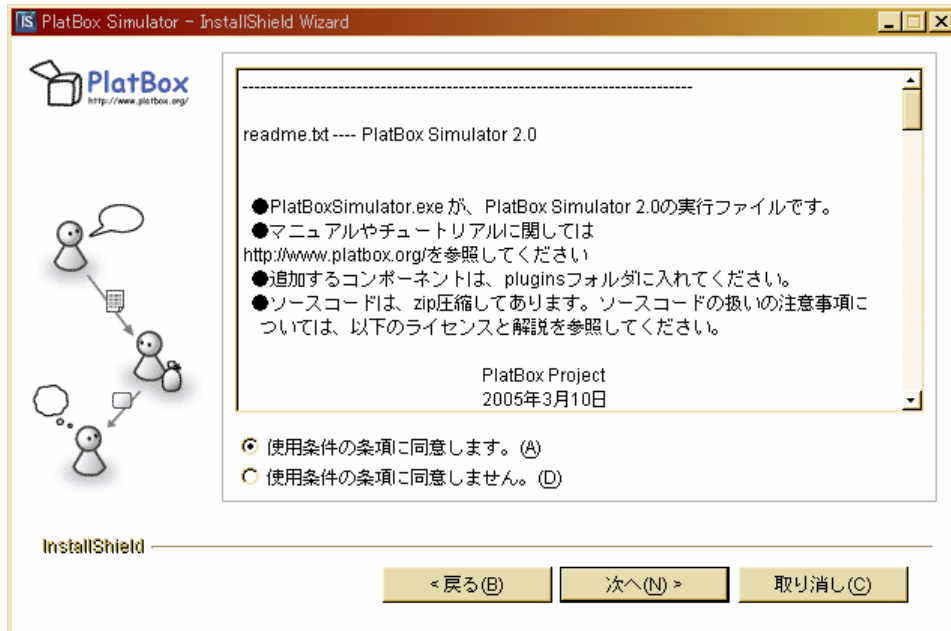 PlatBox Simulator - InstallShield Wizard
PlatBox
http://www.platbox.org/
--------------------------------------------------------------------------
readme.txt ---- PlatBox Simulator 2.0
●PlatBoxSimulator.exe が、PlatBox Simulator 2.0の実行ファイルです。
●マニュアルやチュートリアルに関しては
http://www.platbox.org/を参照してください
●追加するコンポーネントは、pluginsフォルダに入れてください。
●ソースコードは、zip圧縮してあります。ソースコードの扱いの注意事項に
ついては、以下のライセンスと解説を参照してください。
PlatBox Project
2005年3月10日
使用条件の条項に同意します。(A)
使用条件の条項に同意しません。(D)
InstallShield
< 戻る(B)
次へ(N) >
取り消し(C)